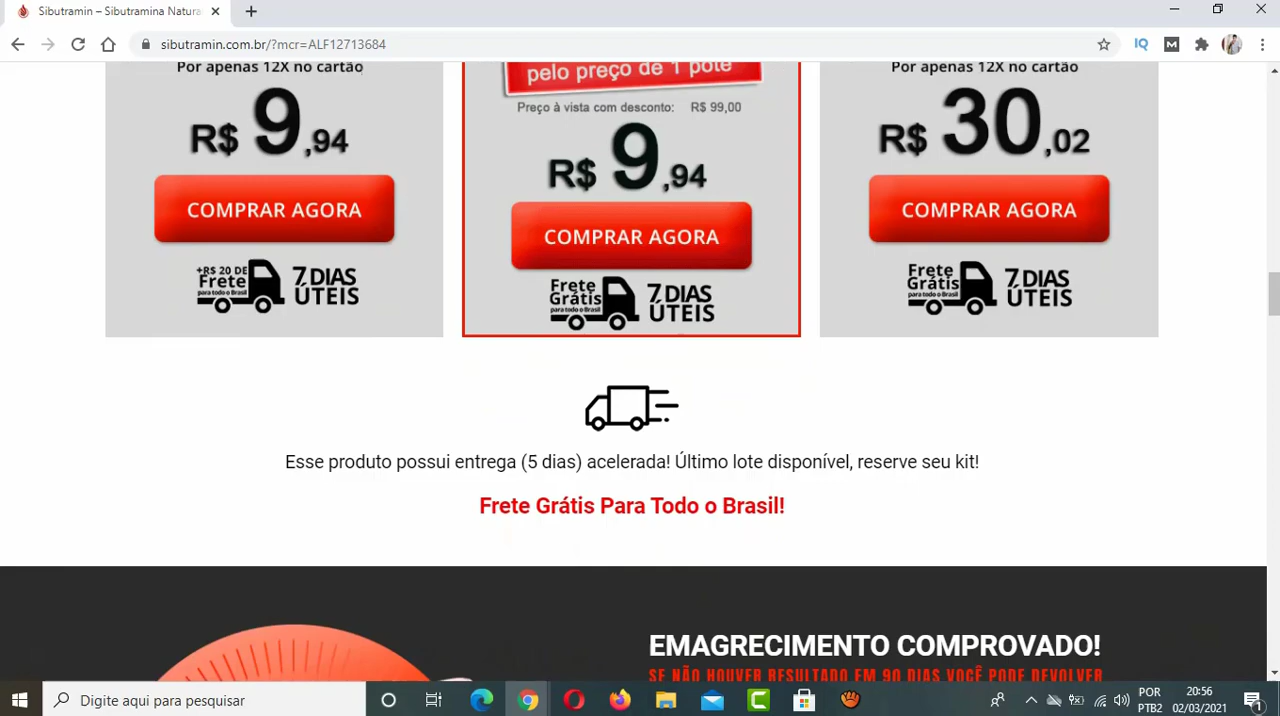 Sibutramin – Sibutramina Natura
sibutramin.com.br/?mcr=ALF12713684
Por apenas 12X no cartão
R$ 9,94
COMPRAR AGORA
+R$ 20 DE
Frete
para todo o Brasil
7 DIAS
ÚTEIS
pelo preço de 1 pote
Preço à vista com desconto: R$ 99,00
R$ 9,94
COMPRAR AGORA
Frete
Grátis
para todo o Brasil
7 DIAS
ÚTEIS
Por apenas 12X no cartão
R$ 30,02
COMPRAR AGORA
Frete
Grátis
para todo o Brasil
7 DIAS
ÚTEIS
Esse produto possui entrega (5 dias) acelerada! Último lote disponível, reserve seu kit!
Frete Grátis Para Todo o Brasil!
EMAGRECIMENTO COMPROVADO!
SE NÃO HOUVER RESULTADO EM 90 DIAS VOCÊ PODE DEVOLVER
Digite aqui para pesquisar
POR
PTB2
20:56
02/03/2021